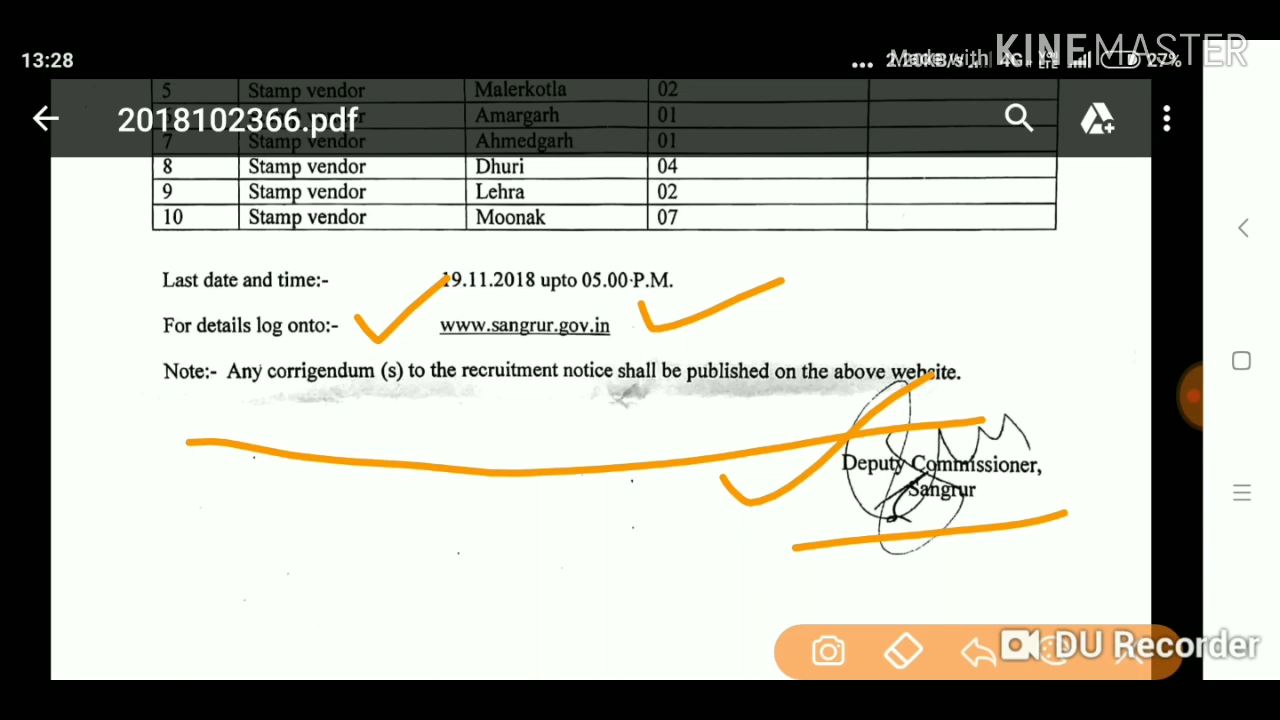 13:28 ... 4G+ 27%
Made with KINEMASTER
2018102366.pdf
5 Stamp vendor Malerkotla 02
Amargarh 01
7 Stamp vendor Ahmedgarh 01
8 Stamp vendor Dhuri 04
9 Stamp vendor Lehra 02
10 Stamp vendor Moonak 07
Last date and time:- 19.11.2018 upto 05.00 P.M.
For details log onto:- www.sangrur.gov.in
Note:- Any corrigendum (s) to the recruitment notice shall be published on the above website.
Deputy Commissioner,
Sangrur
DU Recorder